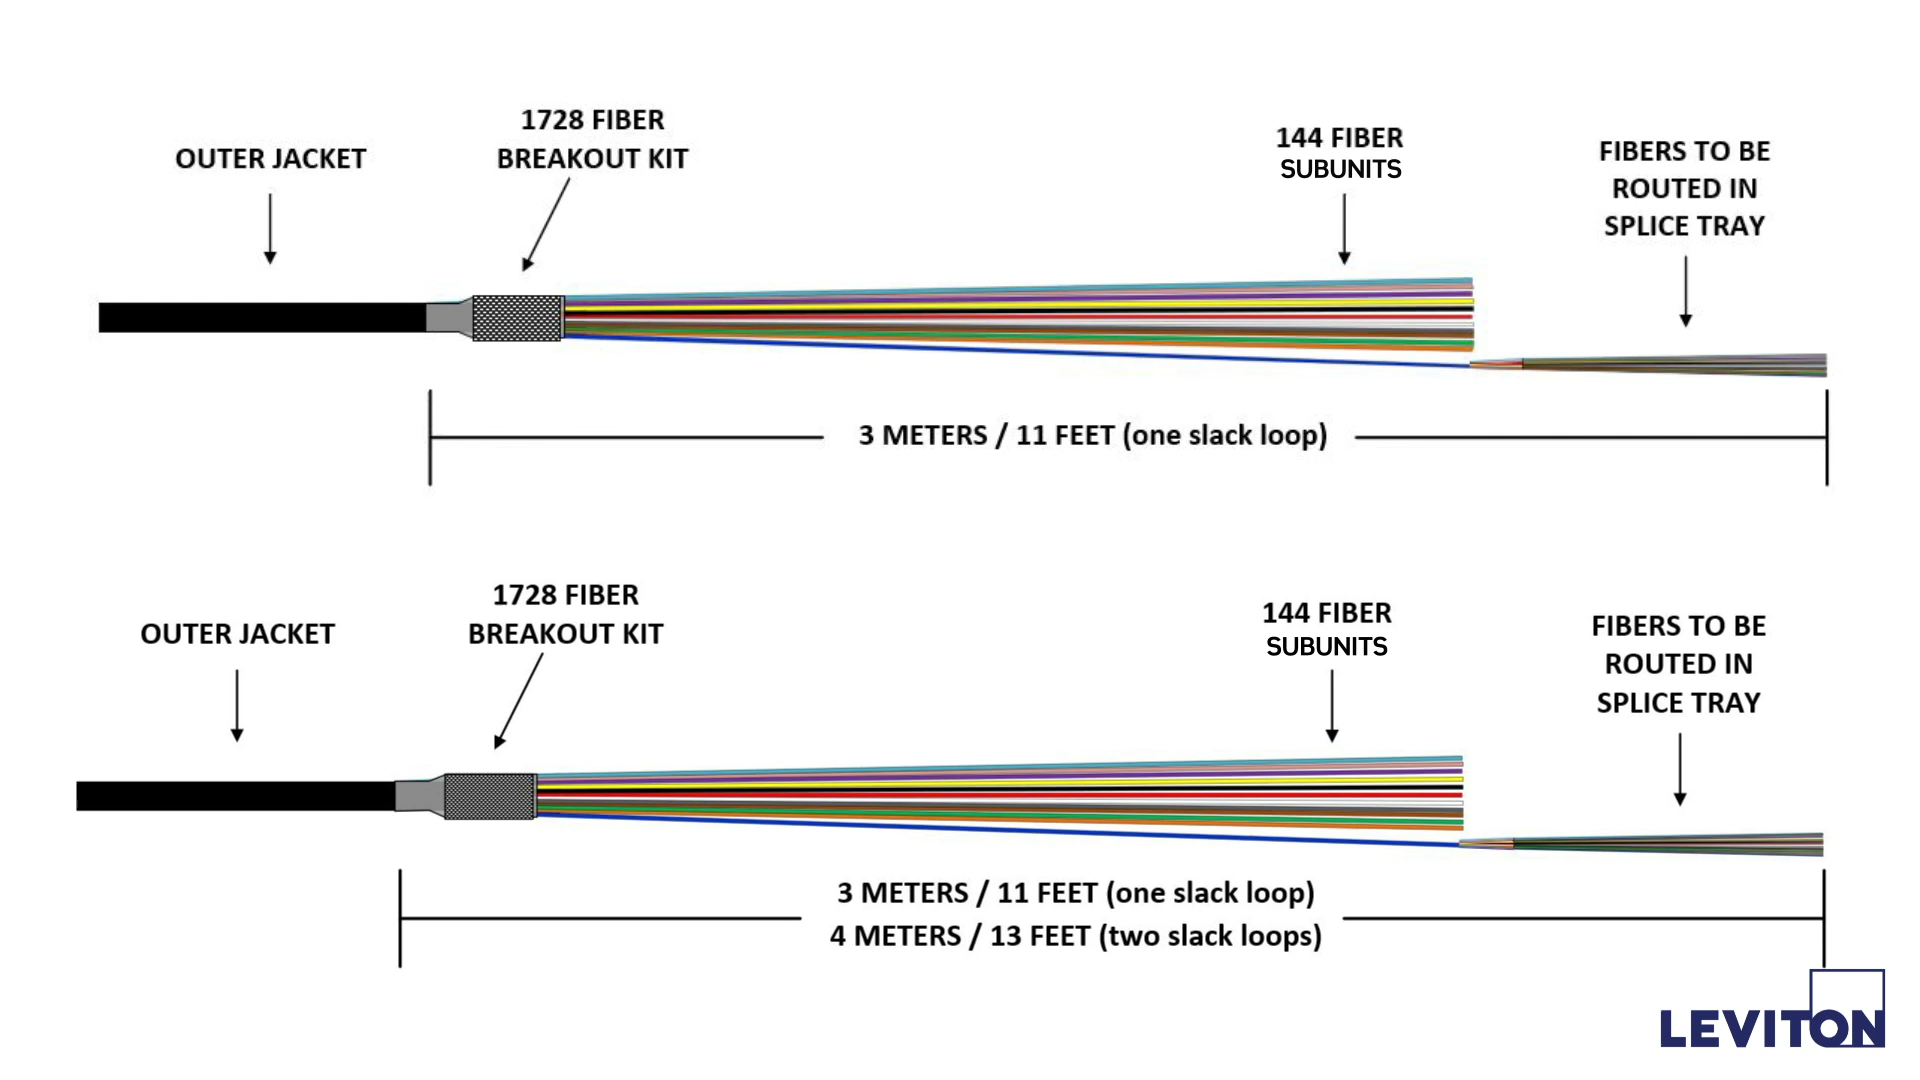 OUTER JACKET
1728 FIBER
BREAKOUT KIT
144 FIBER
SUBUNITS
FIBERS TO BE
ROUTED IN
SPLICE TRAY
3 METERS / 11 FEET (one slack loop)
OUTER JACKET
1728 FIBER
BREAKOUT KIT
144 FIBER
SUBUNITS
FIBERS TO BE
ROUTED IN
SPLICE TRAY
3 METERS / 11 FEET (one slack loop)
4 METERS / 13 FEET (two slack loops)
LEVITON